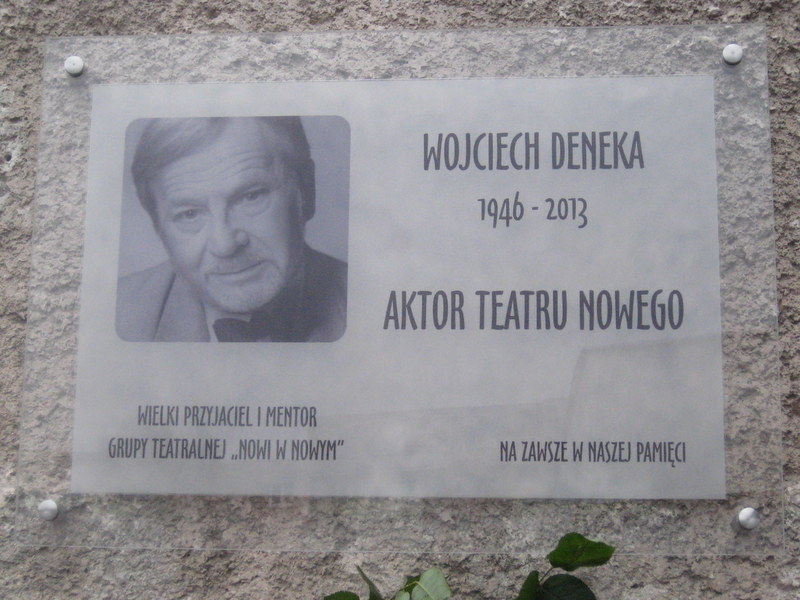 WOJCIECH DENEKA
1946 - 2013
AKTOR TEATRU NOWEGO
WIELKI PRZYJACIEL I MENTOR
GRUPY TEATRALNEJ „NOWI W NOWYM”
NA ZAWSZE W NASZEJ PAMIĘCI